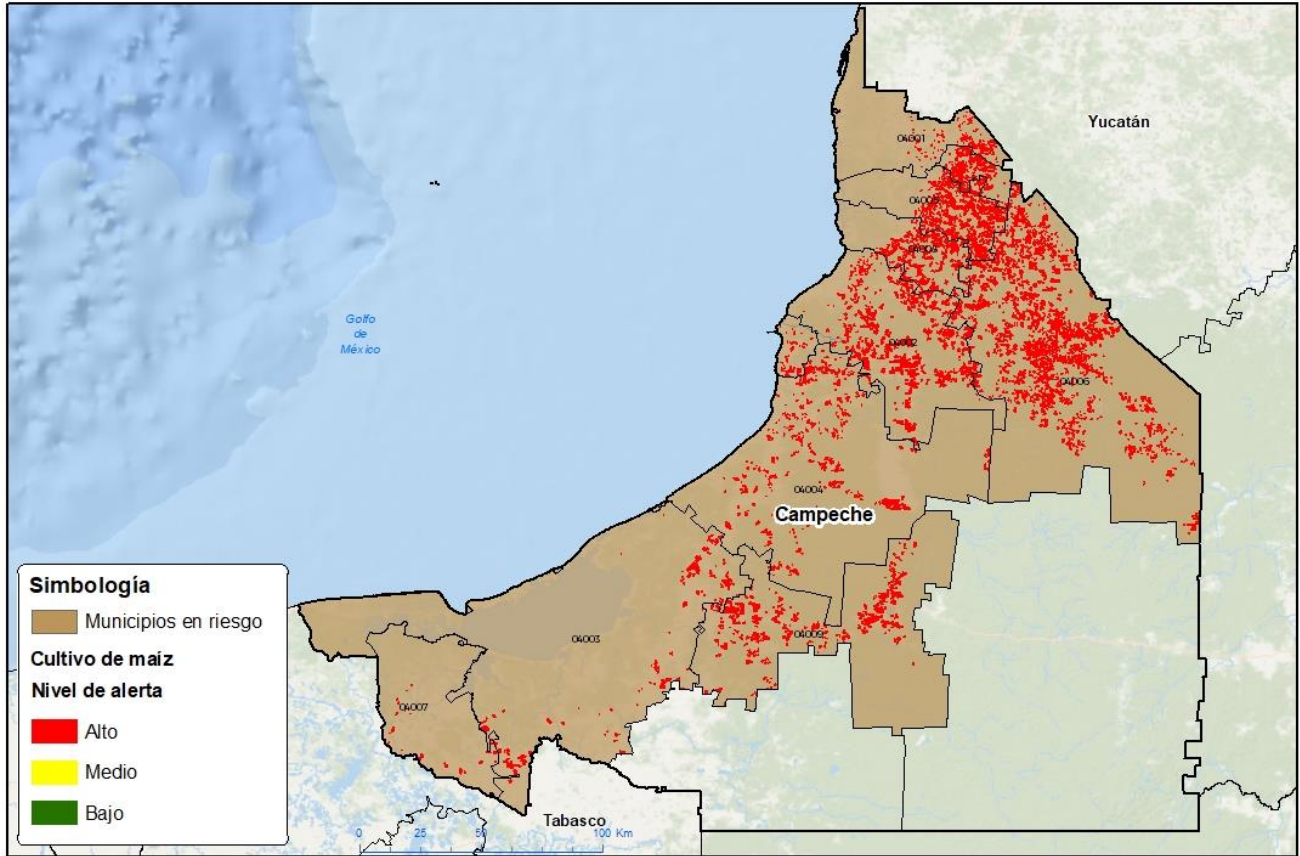 Yucatán
04001
04005
04002
04006
Golfo
de
México
04004
Campeche
04003
04009
04007
Simbología
Municipios en riesgo
Cultivo de maíz
Nivel de alerta
Alto
Medio
Bajo
Tabasco
0 25 50 100 Km